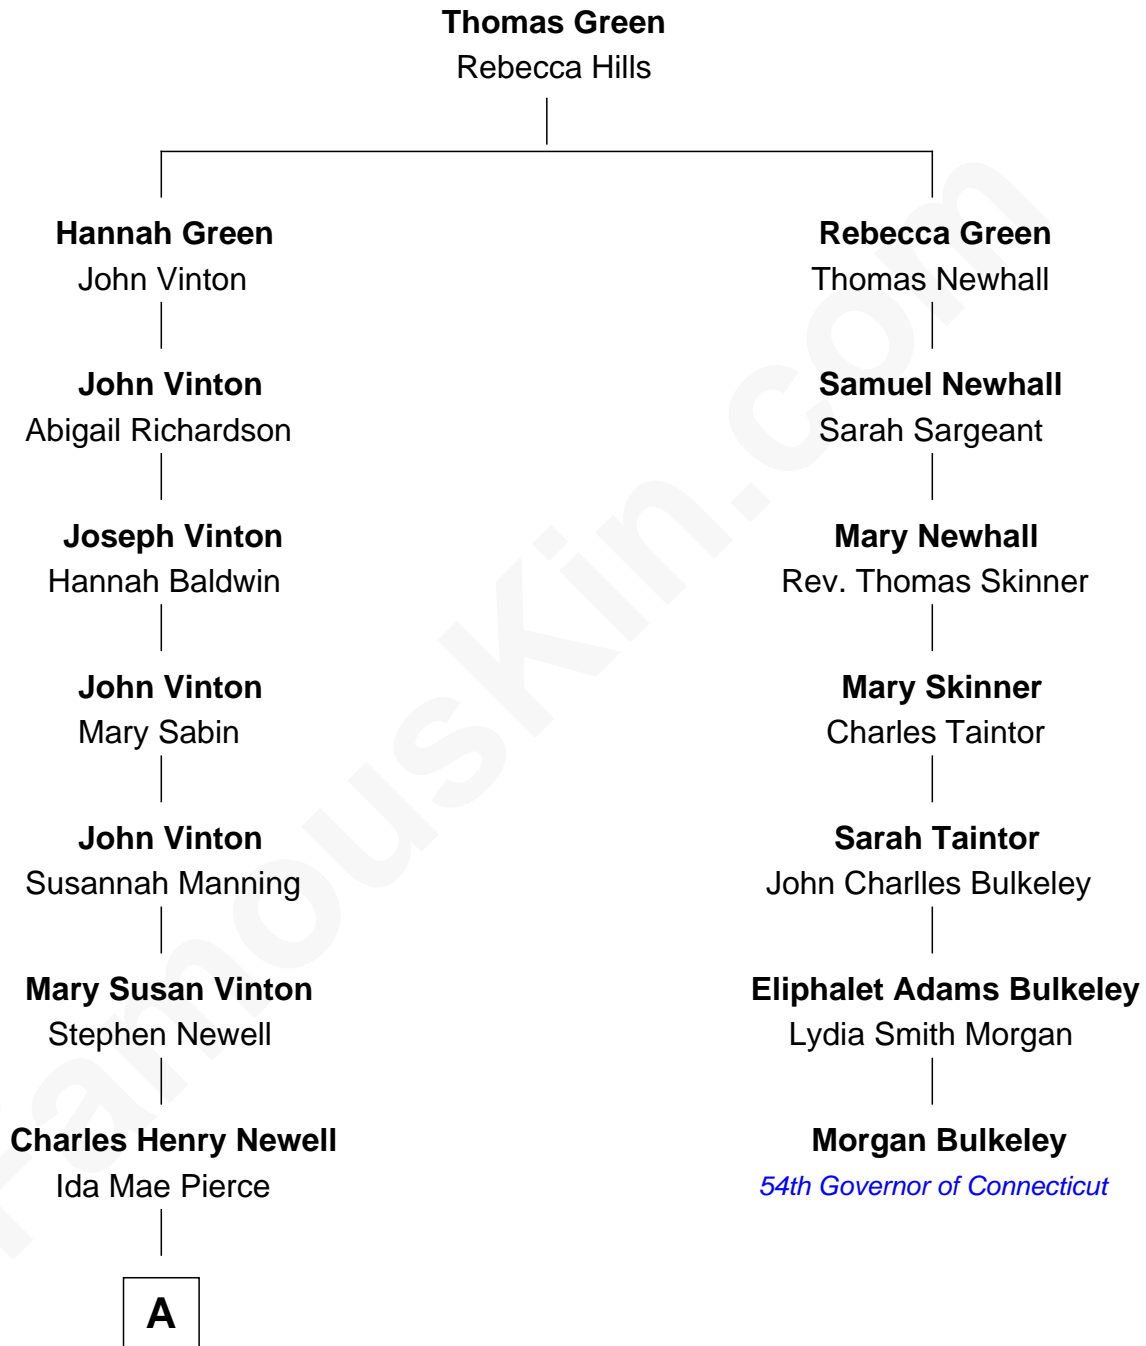 Thomas Green
Rebecca Hills
Hannah Green
John Vinton
Rebecca Green
Thomas Newhall
John Vinton
Abigail Richardson
Samuel Newhall
Sarah Sargeant
Joseph Vinton
Hannah Baldwin
Mary Newhall
Rev. Thomas Skinner
John Vinton
Mary Sabin
Mary Skinner
Charles Taintor
John Vinton
Susannah Manning
Sarah Taintor
John Charlles Bulkeley
Mary Susan Vinton
Stephen Newell
Eliphalet Adams Bulkeley
Lydia Smith Morgan
Charles Henry Newell
Ida Mae Pierce
Morgan Bulkeley
54th Governor of Connecticut
A
FamousKin.com